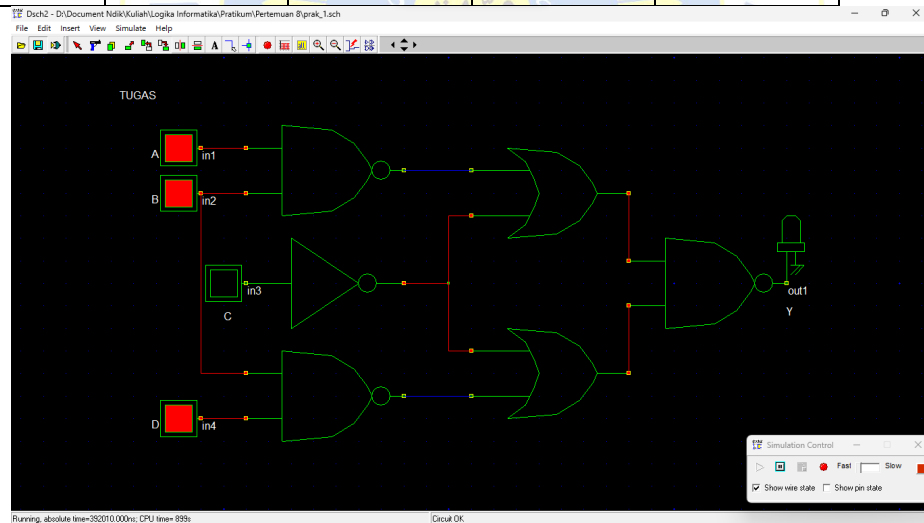 Dsch2 - D:\Document Ndik\Kuliah\Logika Informatika\Pratikum\Pertemuan 8\prak_1.sch
File Edit Insert View Simulate Help
TUGAS
A in1
B in2
in3
C
D in4
out1
Y
Simulation Control
Fast Slow
Show wire state Show pin state
Running, absolute time=392010.000ns; CPU time= 899s Circuit OK